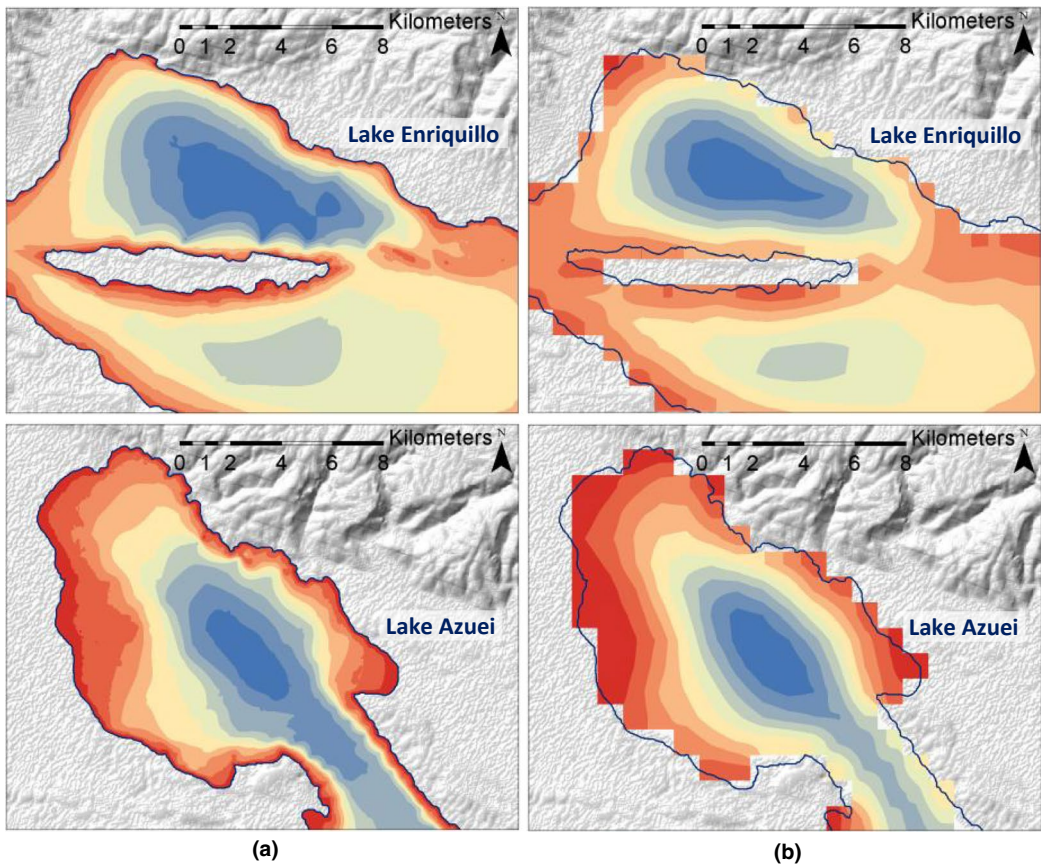 Kilometers N
0 1 2 4 6 8
Lake Enriquillo
Kilometers N
0 1 2 4 6 8
Lake Enriquillo
Kilometers N
0 1 2 4 6 8
Lake Azuei
Kilometers N
0 1 2 4 6 8
Lake Azuei
(a)
(b)